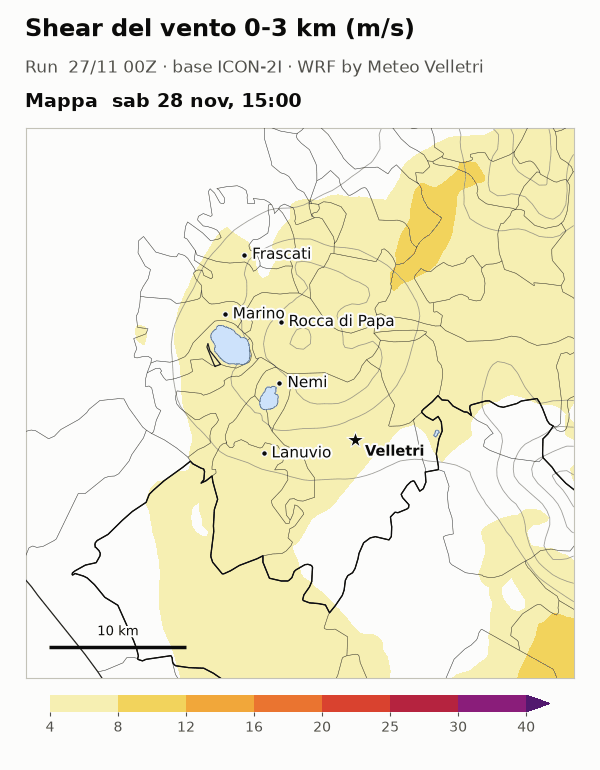 Shear del vento 0-3 km (m/s)
Run 27/11 00Z · base ICON-2I · WRF by Meteo Velletri
Mappa sab 28 nov, 15:00
Frascati
Marino
Rocca di Papa
Nemi
Velletri
Lanuvio
10 km
4 8 12 16 20 25 30 40